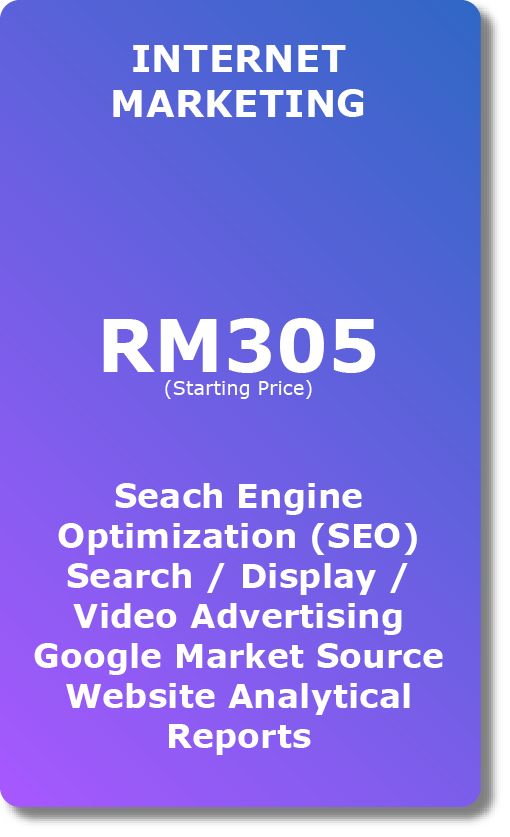 INTERNET
MARKETING
RM305
(Starting Price)
Seach Engine
Optimization (SEO)
Search / Display /
Video Advertising
Google Market Source
Website Analytical
Reports